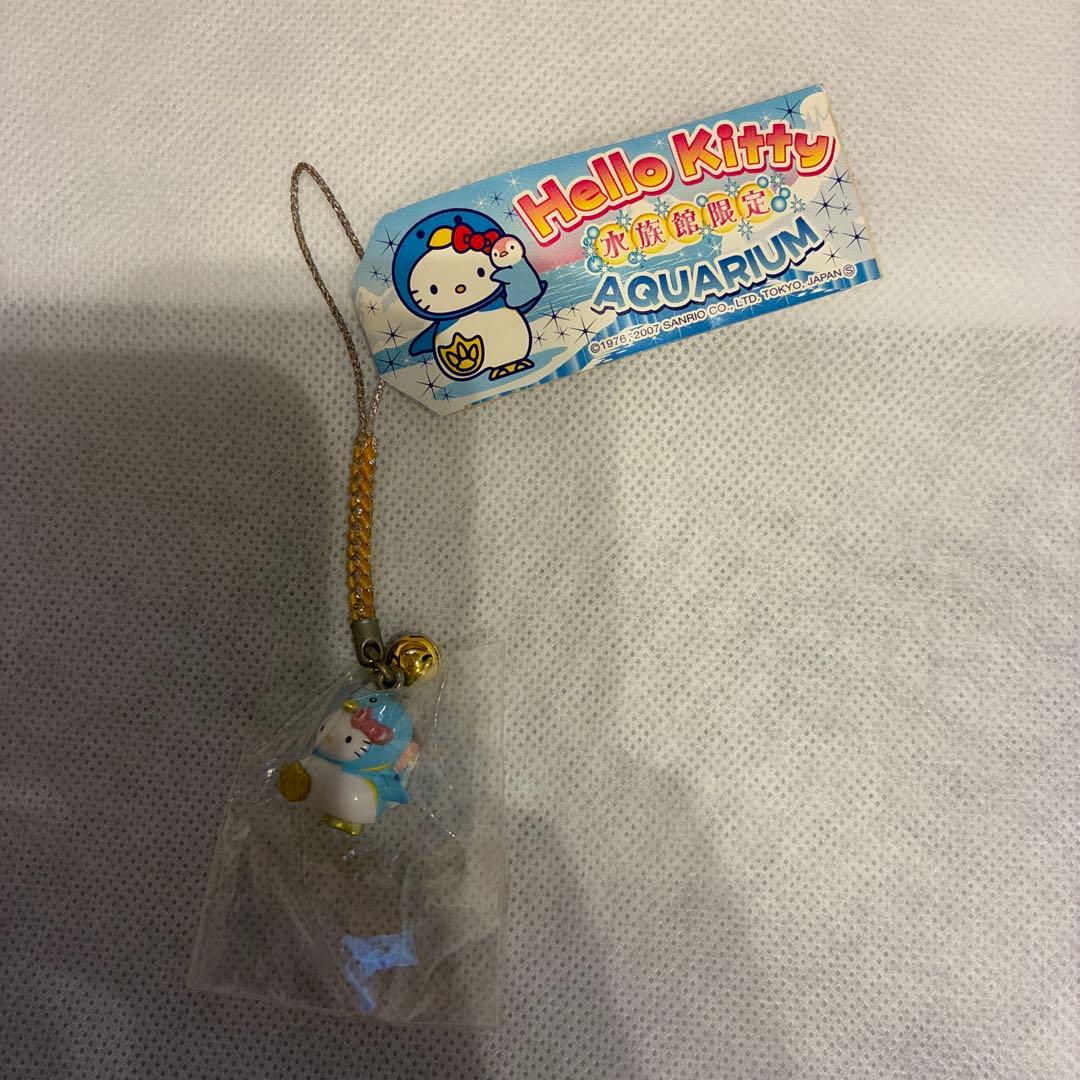 Hello Kitty
水族館限定
AQUARIUM
©1976, 2007 SANRIO CO., LTD. TOKYO, JAPAN Ⓢ